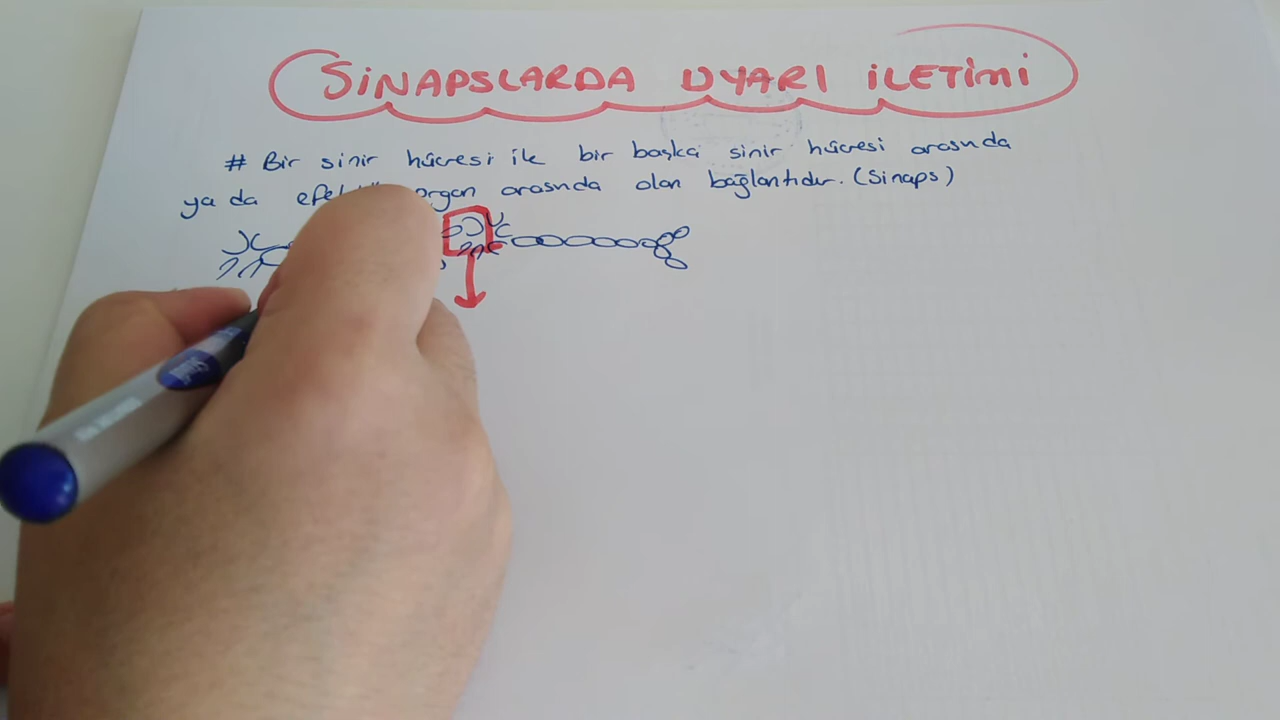 SİNAPSLARDA UYARI İLETİMİ
# Bir sinir hücresi ile bir başka sinir hücresi arasında
ya da organ arasında olan bağlantıdır. (Sinaps)